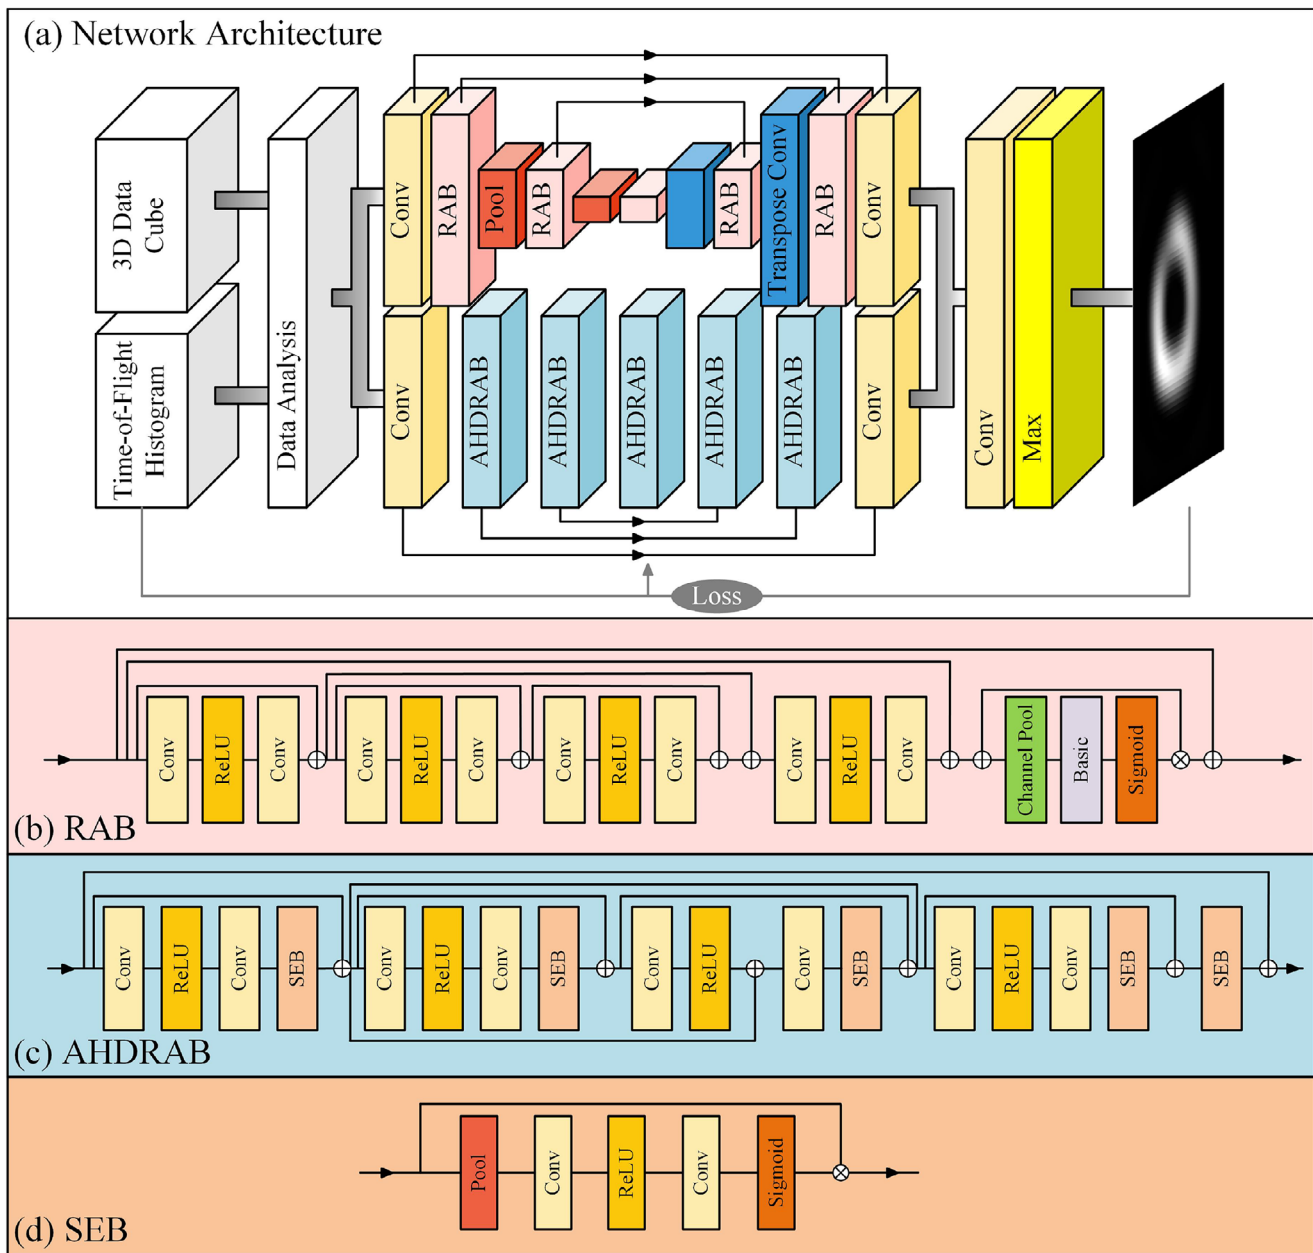 (a) Network Architecture
3D Data
Cube
Time-of-Flight
Histogram
Data Analysis
Conv
RAB
Pool
RAB
RAB
Transpose Conv
RAB
Conv
Conv
AHDRAB
AHDRAB
AHDRAB
AHDRAB
AHDRAB
Conv
Conv
Max
Loss
Conv
ReLU
Conv
Conv
ReLU
Conv
Conv
ReLU
Conv
Conv
ReLU
Conv
Channel Pool
Basic
Sigmoid
(b) RAB
Conv
ReLU
Conv
SEB
Conv
ReLU
Conv
SEB
Conv
ReLU
Conv
SEB
Conv
ReLU
Conv
SEB
SEB
(c) AHDRAB
Pool
Conv
ReLU
Conv
Sigmoid
(d) SEB